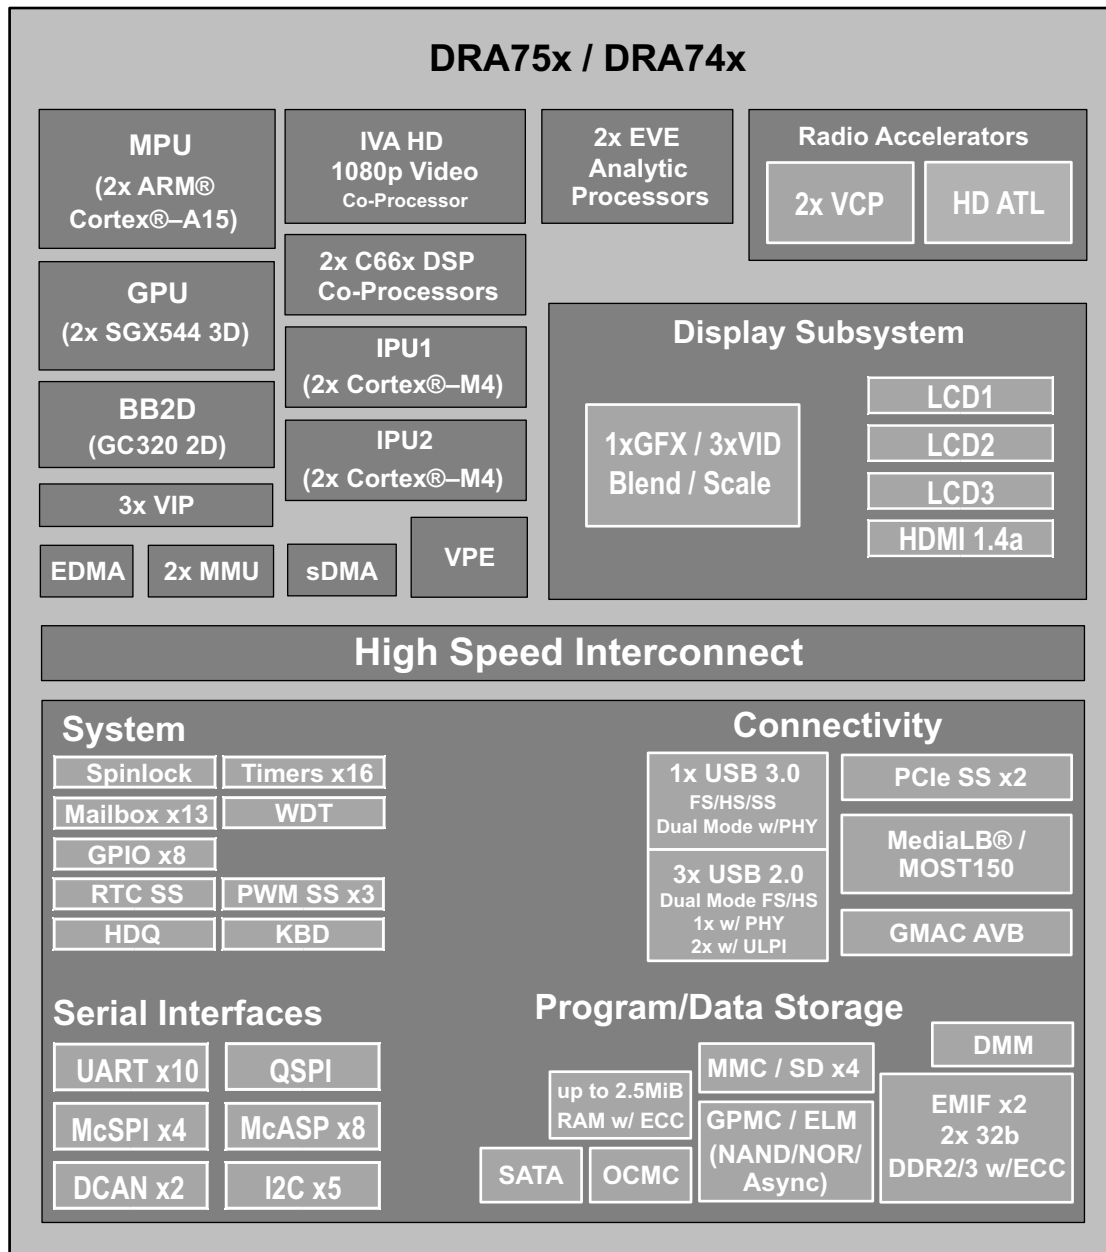 DRA75x / DRA74x
MPU
(2x ARM®
Cortex®–A15)
IVA HD
1080p Video
Co-Processor
2x EVE
Analytic
Processors
Radio Accelerators
2x VCP
HD ATL
GPU
(2x SGX544 3D)
2x C66x DSP
Co-Processors
BB2D
(GC320 2D)
IPU1
(2x Cortex®–M4)
IPU2
(2x Cortex®–M4)
3x VIP
EDMA
2x MMU
sDMA
VPE
Display Subsystem
1xGFX / 3xVID
Blend / Scale
LCD1
LCD2
LCD3
HDMI 1.4a
High Speed Interconnect
System
Spinlock
Timers x16
Mailbox x13
WDT
GPIO x8
RTC SS
PWM SS x3
HDQ
KBD
Connectivity
1x USB 3.0
FS/HS/SS
Dual Mode w/PHY
3x USB 2.0
Dual Mode FS/HS
1x w/ PHY
2x w/ ULPI
PCIe SS x2
MediaLB® /
MOST150
GMAC AVB
Serial Interfaces
UART x10
QSPI
McSPI x4
McASP x8
DCAN x2
I2C x5
Program/Data Storage
up to 2.5MiB
RAM w/ ECC
SATA
OCMC
MMC / SD x4
GPMC / ELM
(NAND/NOR/
Async)
DMM
EMIF x2
2x 32b
DDR2/3 w/ECC